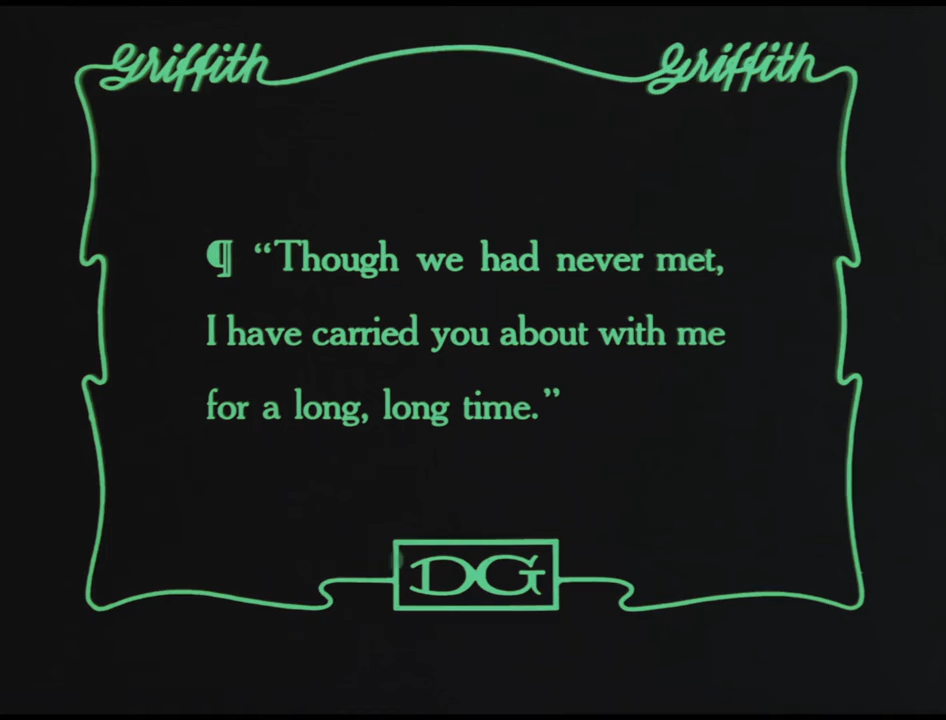 Griffith Griffith
¶ “Though we had never met,
I have carried you about with me
for a long, long time.”
DG